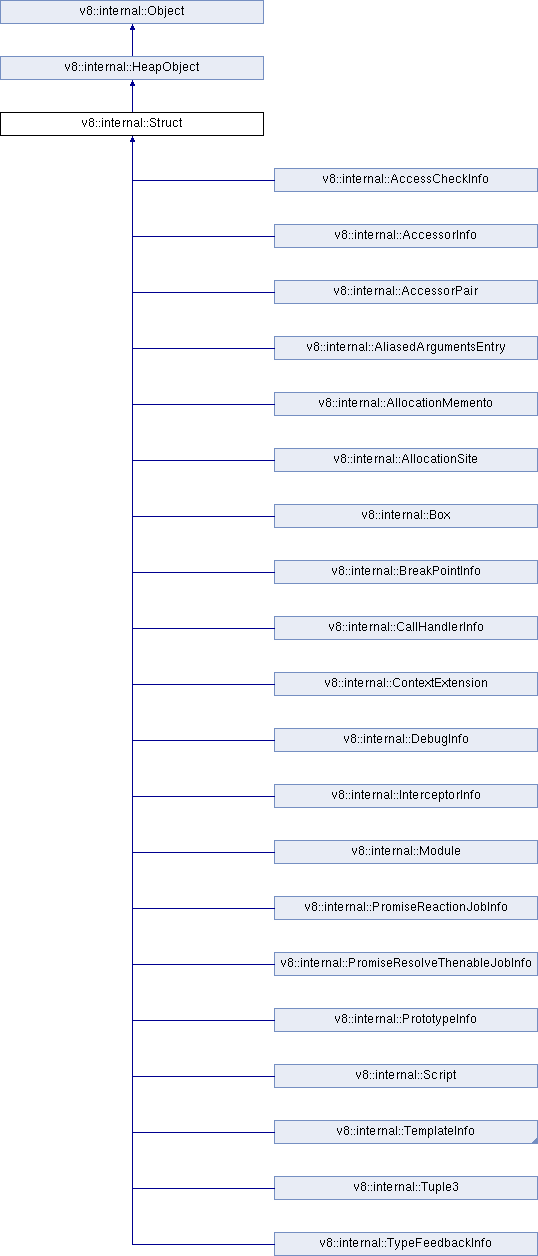 v8::internal::Object
v8::internal::HeapObject
v8::internal::Struct
v8::internal::AccessCheckInfo
v8::internal::AccessorInfo
v8::internal::AccessorPair
v8::internal::AliasedArgumentsEntry
v8::internal::AllocationMemento
v8::internal::AllocationSite
v8::internal::Box
v8::internal::BreakPointInfo
v8::internal::CallHandlerInfo
v8::internal::ContextExtension
v8::internal::DebugInfo
v8::internal::InterceptorInfo
v8::internal::Module
v8::internal::PromiseReactionJobInfo
v8::internal::PromiseResolveThenableJobInfo
v8::internal::PrototypeInfo
v8::internal::Script
v8::internal::TemplateInfo
v8::internal::Tuple3
v8::internal::TypeFeedbackInfo